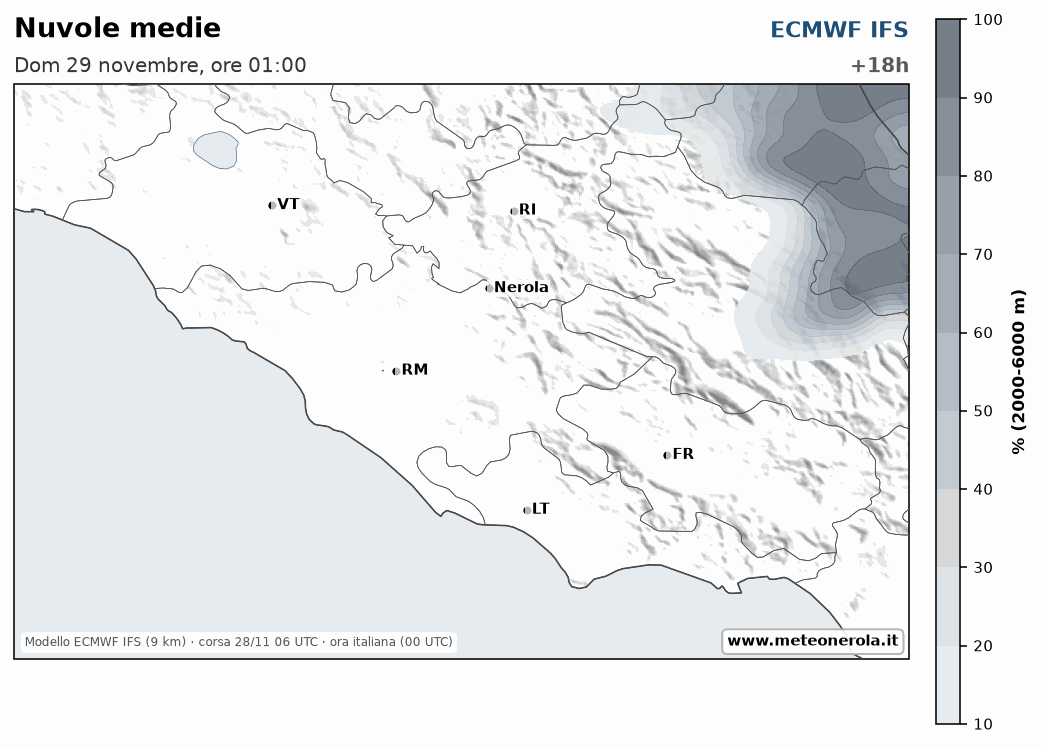 Nuvole medie
ECMWF IFS
Dom 29 novembre, ore 01:00
+18h
VT
RI
Nerola
RM
FR
LT
Modello ECMWF IFS (9 km) · corsa 28/11 06 UTC · ora italiana (00 UTC)
www.meteonerola.it
100
90
80
70
60
50
40
30
20
10
% (2000-6000 m)